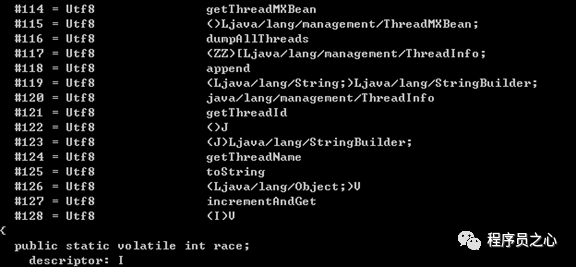 #114 = Utf8 getThreadMXBean
#115 = Utf8 ()Ljava/lang/management/ThreadMXBean;
#116 = Utf8 dumpAllThreads
#117 = Utf8 (ZZ)[Ljava/lang/management/ThreadInfo;
#118 = Utf8 append
#119 = Utf8 (Ljava/lang/String;)Ljava/lang/StringBuilder;
#120 = Utf8 java/lang/management/ThreadInfo
#121 = Utf8 getThreadId
#122 = Utf8 ()J
#123 = Utf8 (J)Ljava/lang/StringBuilder;
#124 = Utf8 getThreadName
#125 = Utf8 toString
#126 = Utf8 (Ljava/lang/Object;)V
#127 = Utf8 incrementAndGet
#128 = Utf8 (I)V
{
public static volatile int race;
descriptor: I
程序员之心